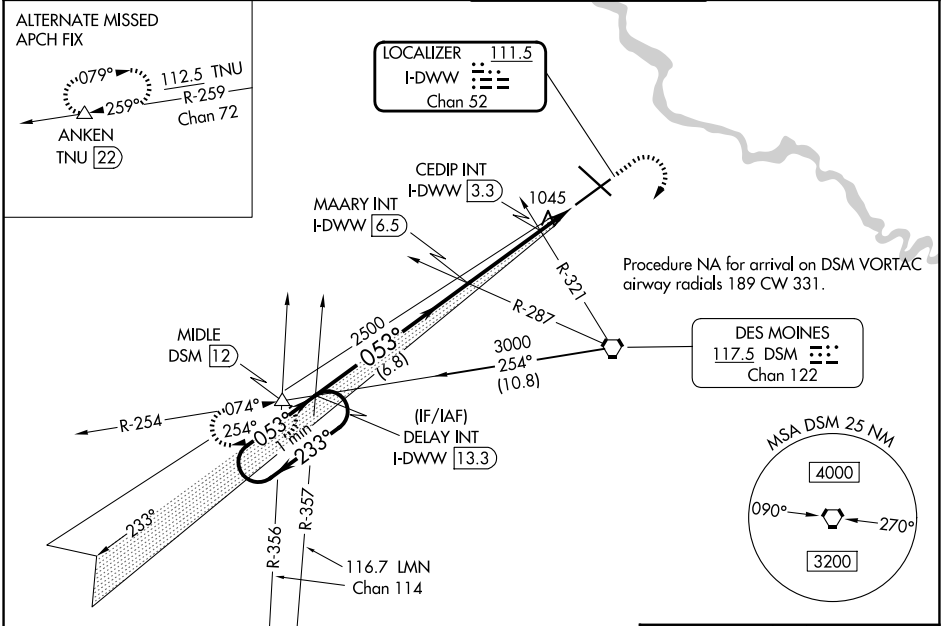 ALTERNATE MISSED
APCH FIX
079°
112.5 TNU
R-259
259°
Chan 72
ANKEN
TNU 22
LOCALIZER 111.5
I-DWW
Chan 52
CEDIP INT
I-DWW 3.3
1045
MAARY INT
I-DWW 6.5
R-321
Procedure NA for arrival on DSM VORTAC
airway radials 189 CW 331.
R-287
2500
053°
(6.8)
MIDLE
DSM 12
3000
254°
(10.8)
DES MOINES
117.5 DSM
Chan 122
R-254
074°
254°
053°
1 min
233°
(IF/IAF)
DELAY INT
I-DWW 13.3
233°
R-356
R-357
116.7 LMN
Chan 114
MSA DSM 25 NM
4000
090°
270°
3200